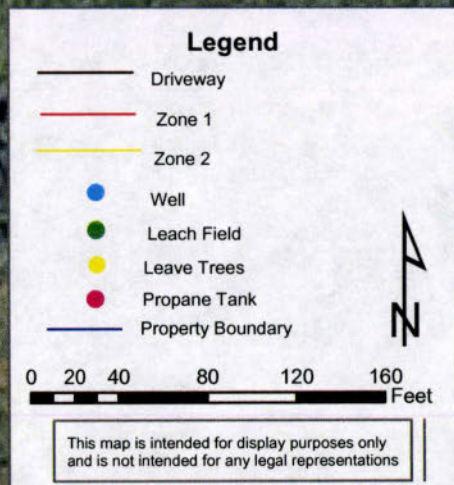 Legend
Driveway
Zone 1
Zone 2
Well
Leach Field
Leave Trees
Propane Tank
Property Boundary
N
0 20 40 80 120 160
Feet
This map is intended for display purposes only
and is not intended for any legal representations